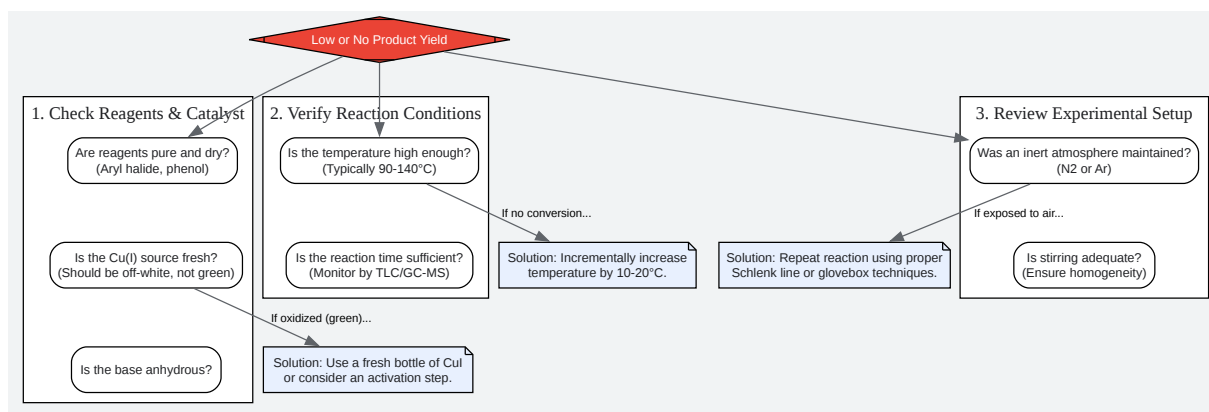 Low or No Product Yield
1. Check Reagents & Catalyst
Are reagents pure and dry?
(Aryl halide, phenol)
Is the Cu(I) source fresh?
(Should be off-white, not green)
If oxidized (green)...
Is the base anhydrous?
Solution: Use a fresh bottle of CuI
or consider an activation step.
2. Verify Reaction Conditions
Is the temperature high enough?
(Typically 90-140°C)
If no conversion...
Is the reaction time sufficient?
(Monitor by TLC/GC-MS)
Solution: Incrementally increase
temperature by 10-20°C.
3. Review Experimental Setup
Was an inert atmosphere maintained?
(N2 or Ar)
If exposed to air...
Solution: Repeat reaction using proper
Schlenk line or glovebox techniques.
Is stirring adequate?
(Ensure homogeneity)